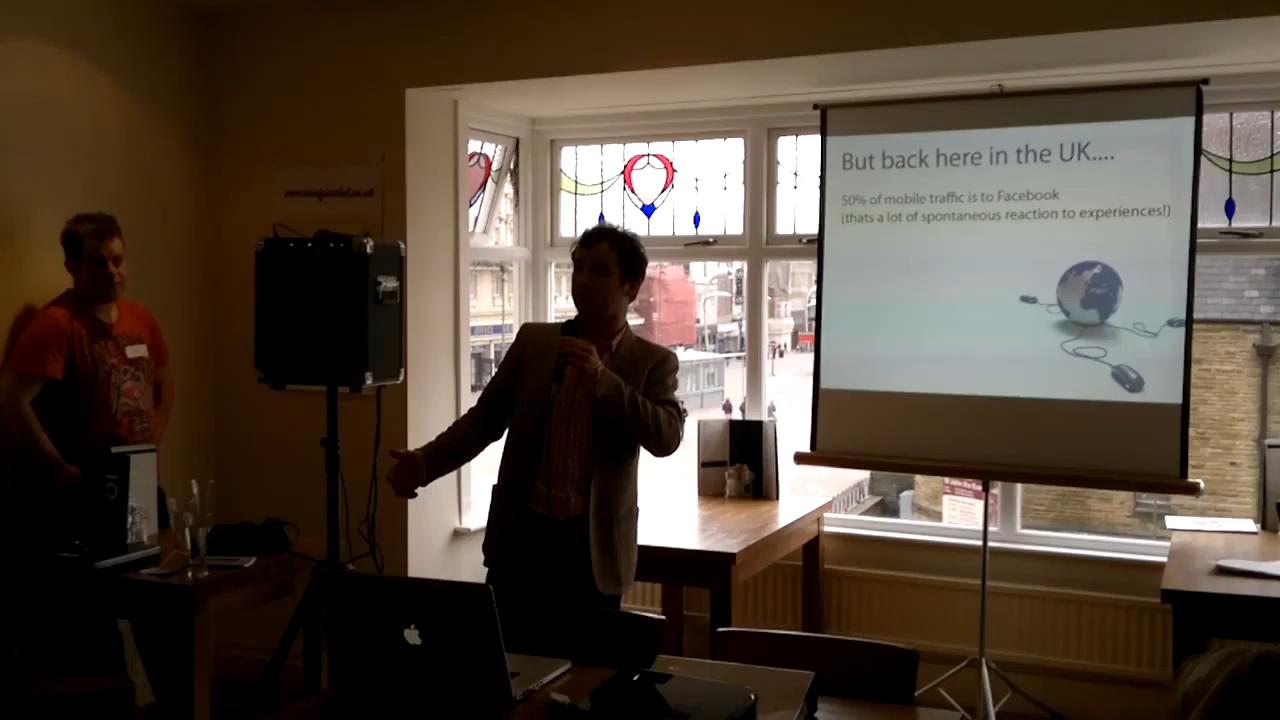 But back here in the UK....
50% of mobile traffic is to Facebook
(thats a lot of spontaneous reaction to experiences!)